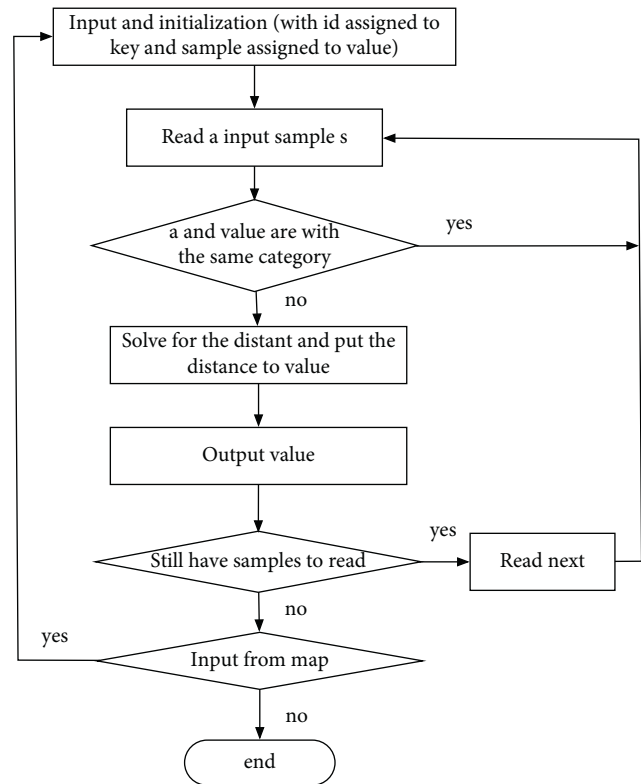 Input and initialization (with id assigned to
key and sample assigned to value)
Read a input sample s
a and value are with
the same category
yes
no
Solve for the distant and put the
distance to value
Output value
Still have samples to read
yes
Read next
no
yes
Input from map
no
end